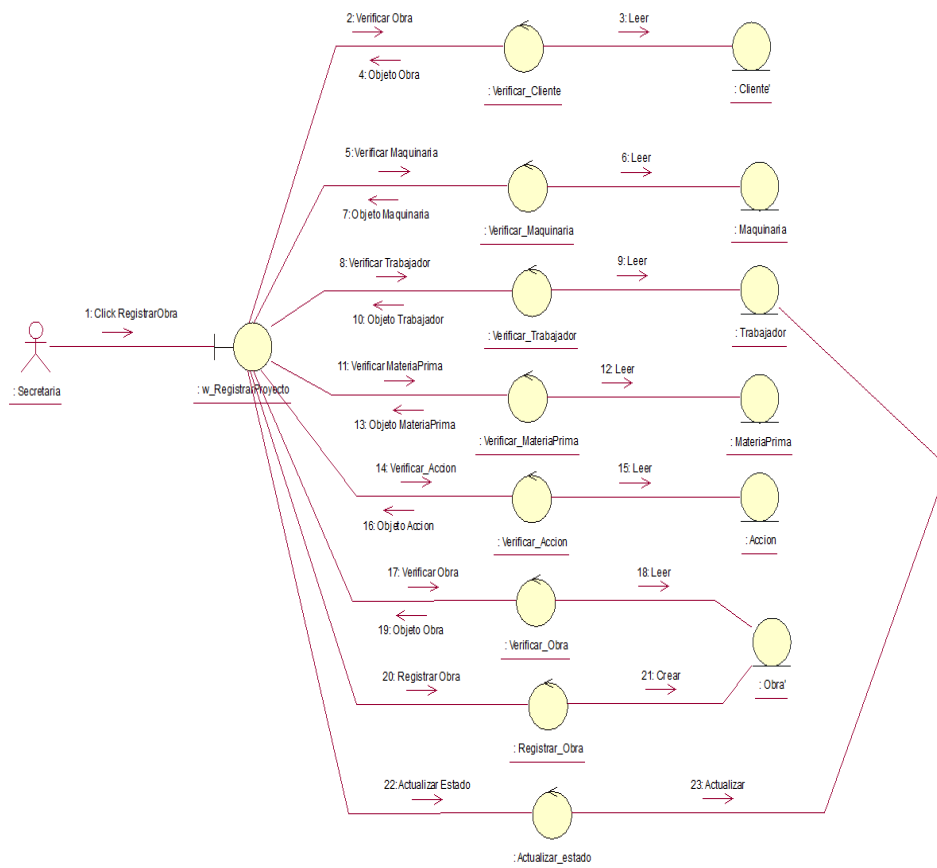 2: Verificar Obra
3: Leer
4: Objeto Obra
: Verificar_Cliente
: Cliente'
5: Verificar Maquinaria
6: Leer
7: Objeto Maquinaria
: Verificar_Maquinaria
: Maquinaria
8: Verificar Trabajador
9: Leer
10: Objeto Trabajador
: Verificar_Trabajador
: Trabajador
1: Click RegistrarObra
: Secretaria
: w_RegistrarProyecto
11: Verificar MateriaPrima
12: Leer
13: Objeto MateriaPrima
: Verificar_MateriaPrima
: MateriaPrima
14: Verificar_Accion
15: Leer
16: Objeto Accion
: Verificar_Accion
: Accion
17: Verificar Obra
18: Leer
19: Objeto Obra
: Verificar_Obra
: Obra'
20: Registrar Obra
21: Crear
: Registrar_Obra
22: Actualizar Estado
23: Actualizar
: Actualizar_estado